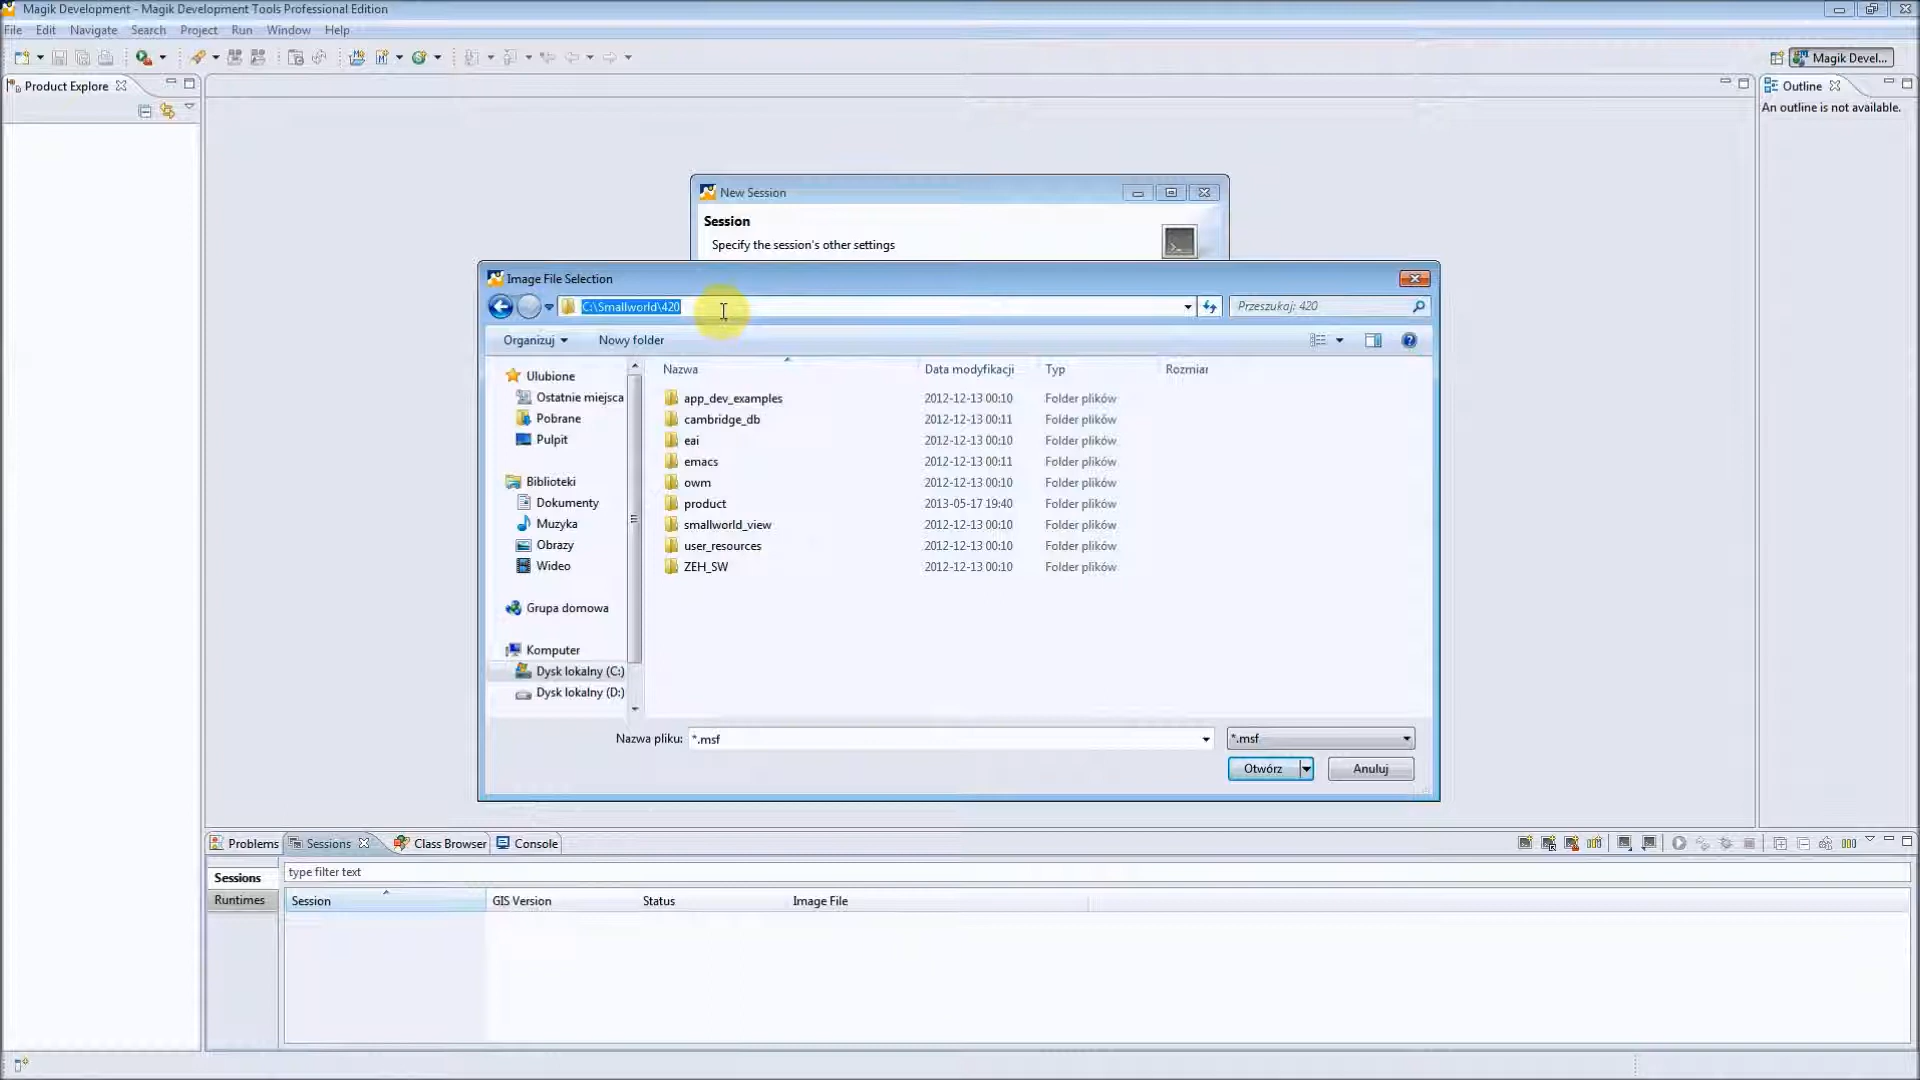 Magik Development - Magik Development Tools Professional Edition
File Edit Navigate Search Project Run Window Help
Magik Devel...
Product Explore
Outline
An outline is not available.
New Session
Session
Specify the session's other settings
Image File Selection
C:\Smallworld\420
Przeszukaj: 420
Organizuj Nowy folder
Nazwa Data modyfikacji Typ Rozmiar
Ulubione
Ostatnie miejsca
Pobrane
Pulpit
Biblioteki
Dokumenty
Muzyka
Obrazy
Wideo
Grupa domowa
Komputer
Dysk lokalny (C:)
Dysk lokalny (D:)
app_dev_examples 2012-12-13 00:10 Folder plików
cambridge_db 2012-12-13 00:11 Folder plików
eai 2012-12-13 00:10 Folder plików
emacs 2012-12-13 00:11 Folder plików
owm 2012-12-13 00:10 Folder plików
product 2013-05-17 19:40 Folder plików
smallworld_view 2012-12-13 00:10 Folder plików
user_resources 2012-12-13 00:10 Folder plików
ZEH_SW 2012-12-13 00:10 Folder plików
Nazwa pliku: *.msf *.msf
Otwórz Anuluj
Problems Sessions Class Browser Console
Sessions
Runtimes
type filter text
Session GIS Version Status Image File